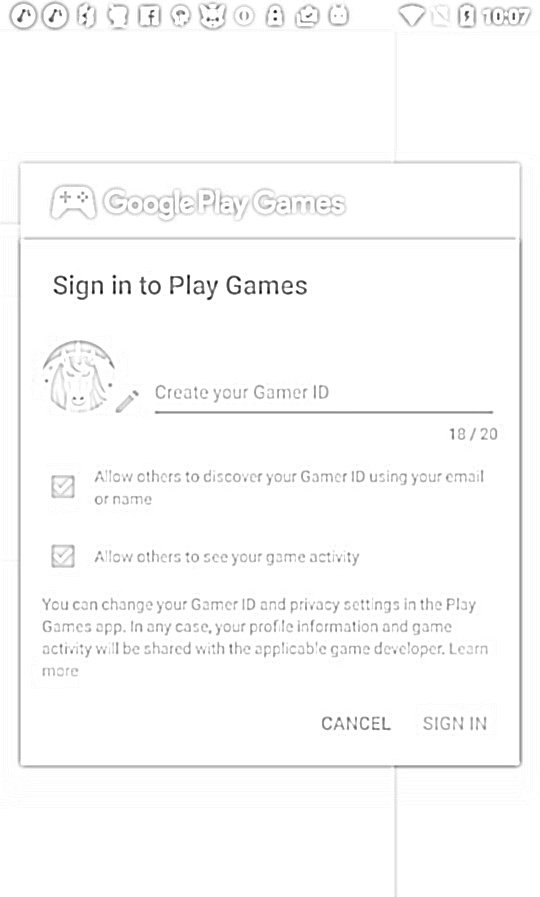 10:07
Google Play Games
Sign in to Play Games
Create your Gamer ID
18 / 20
Allow others to discover your Gamer ID using your email
or name
Allow others to see your game activity
You can change your Gamer ID and privacy settings in the Play
Games app. In any case, your profile information and game
activity will be shared with the applicable game developer. Learn
more
CANCEL SIGN IN